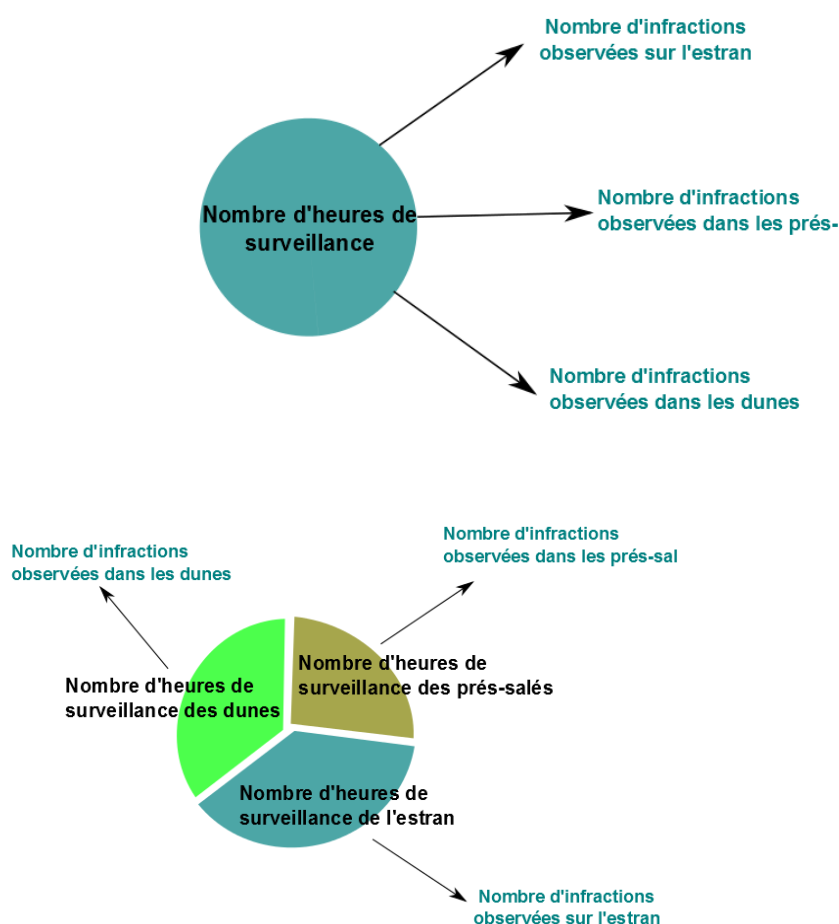 Nombre d'infractions
observées sur l'estran
Nombre d'heures de
surveillance
Nombre d'infractions
observées dans les prés-
Nombre d'infractions
observées dans les dunes
Nombre d'infractions
observées dans les prés-sal
Nombre d'infractions
observées dans les dunes
Nombre d'heures de
surveillance des prés-salés
Nombre d'heures de
surveillance des dunes
Nombre d'heures de
surveillance de l'estran
Nombre d'infractions
observées sur l'estran